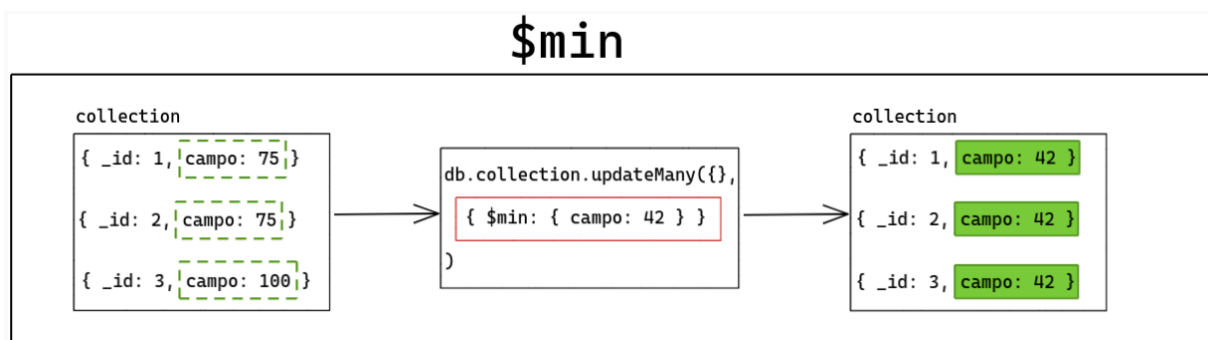 $min
collection
{ _id: 1, campo: 75 }
{ _id: 2, campo: 75 }
{ _id: 3, campo: 100 }
db.collection.updateMany({},
{ $min: { campo: 42 } }
)
collection
{ _id: 1, campo: 42 }
{ _id: 2, campo: 42 }
{ _id: 3, campo: 42 }